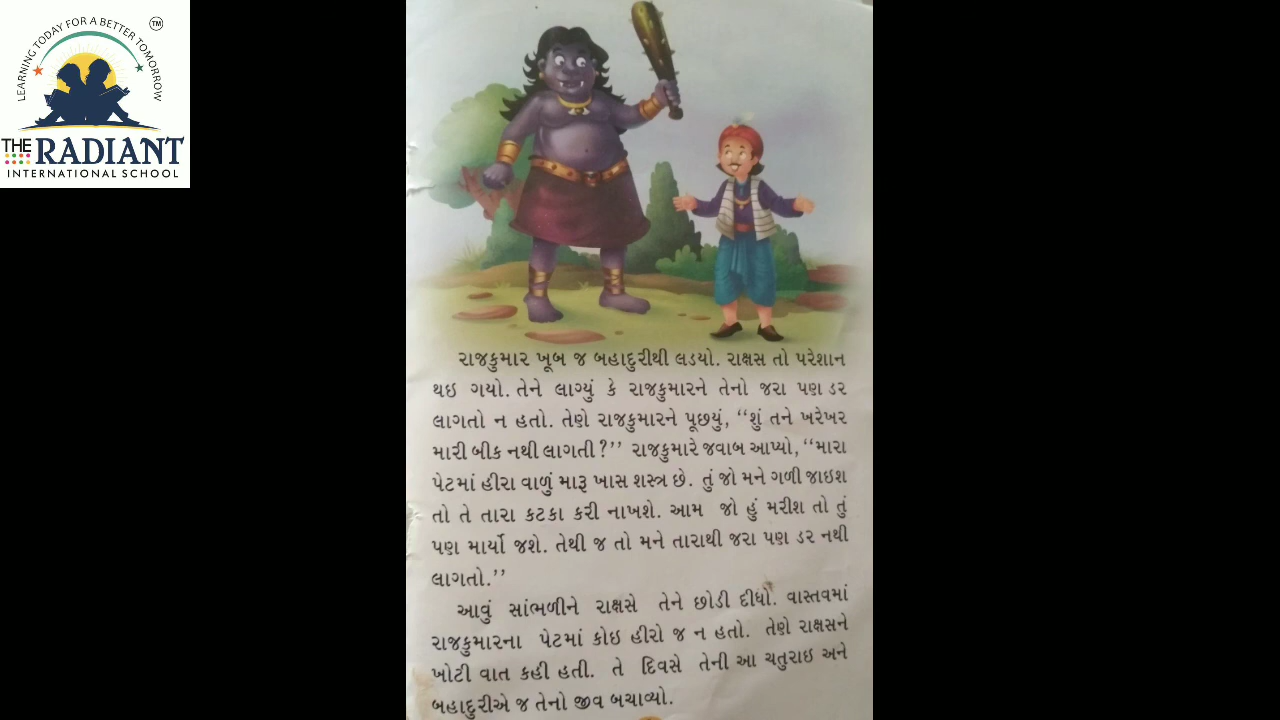 LEARNING TODAY FOR A BETTER TOMORROW
TM
THE RADIANT
INTERNATIONAL SCHOOL
રાજકુમાર ખૂબ જ બહાદુરીથી લડયો. રાક્ષસ તો પરેશાન
થઇ ગયો. તેને લાગ્યું કે રાજકુમારને તેનો જરા પણ ડર
લાગતો ન હતો. તેણે રાજકુમારને પૂછયું, ‘‘શું તને ખરેખર
મારી બીક નથી લાગતી ?’’ રાજકુમારે જવાબ આપ્યો, ‘‘મારા
પેટમાં હીરા વાળું મારૂ ખાસ શસ્ત્ર છે. તું જો મને ગળી જાઇશ
તો તે તારા કટકા કરી નાખશે. આમ જો હું મરીશ તો તું
પણ માર્યો જશે. તેથી જ તો મને તારાથી જરા પણ ડર નથી
લાગતો.’’
આવું સાંભળીને રાક્ષસે તેને છોડી દીધો. વાસ્તવમાં
રાજકુમારના પેટમાં કોઇ હીરો જ ન હતો. તેણે રાક્ષસને
ખોટી વાત કહી હતી. તે દિવસે તેની આ ચતુરાઇ અને
બહાદુરીએ જ તેનો જીવ બચાવ્યો.